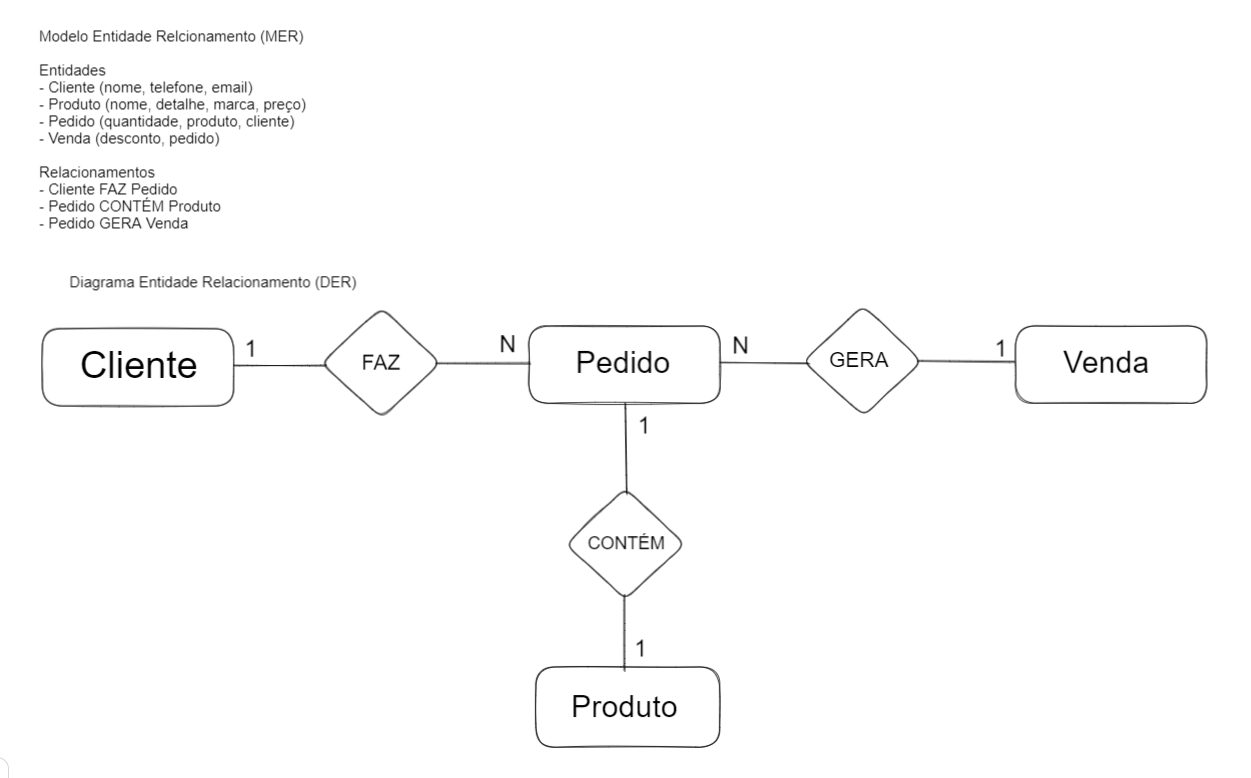 Modelo Entidade Relcionamento (MER)
Entidades
- Cliente (nome, telefone, email)
- Produto (nome, detalhe, marca, preço)
- Pedido (quantidade, produto, cliente)
- Venda (desconto, pedido)
Relacionamentos
- Cliente FAZ Pedido
- Pedido CONTÉM Produto
- Pedido GERA Venda
Diagrama Entidade Relacionamento (DER)
Cliente
1
FAZ
N
Pedido
N
GERA
1
Venda
1
CONTÉM
1
Produto